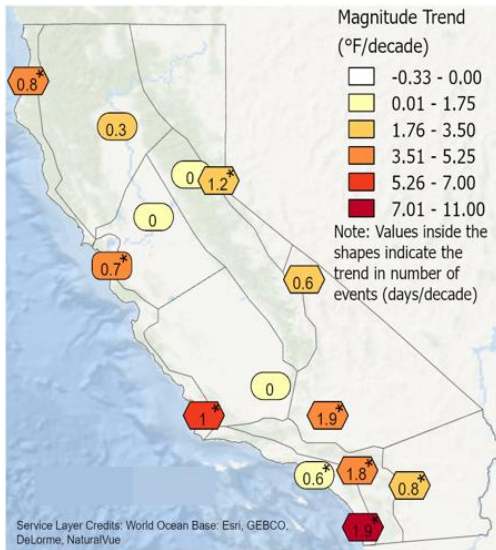 Magnitude Trend
(°F/decade)
-0.33 - 0.00
0.01 - 1.75
1.76 - 3.50
3.51 - 5.25
5.26 - 7.00
7.01 - 11.00
Note: Values inside the
shapes indicate the
trend in number of
events (days/decade)
0.8*
0.3
0
1.2*
0
0.7*
0.6
0
1*
1.9*
0.6*
1.8*
0.8*
1.9*
Service Layer Credits: World Ocean Base: Esri, GEBCO,
DeLorme, NaturalVue